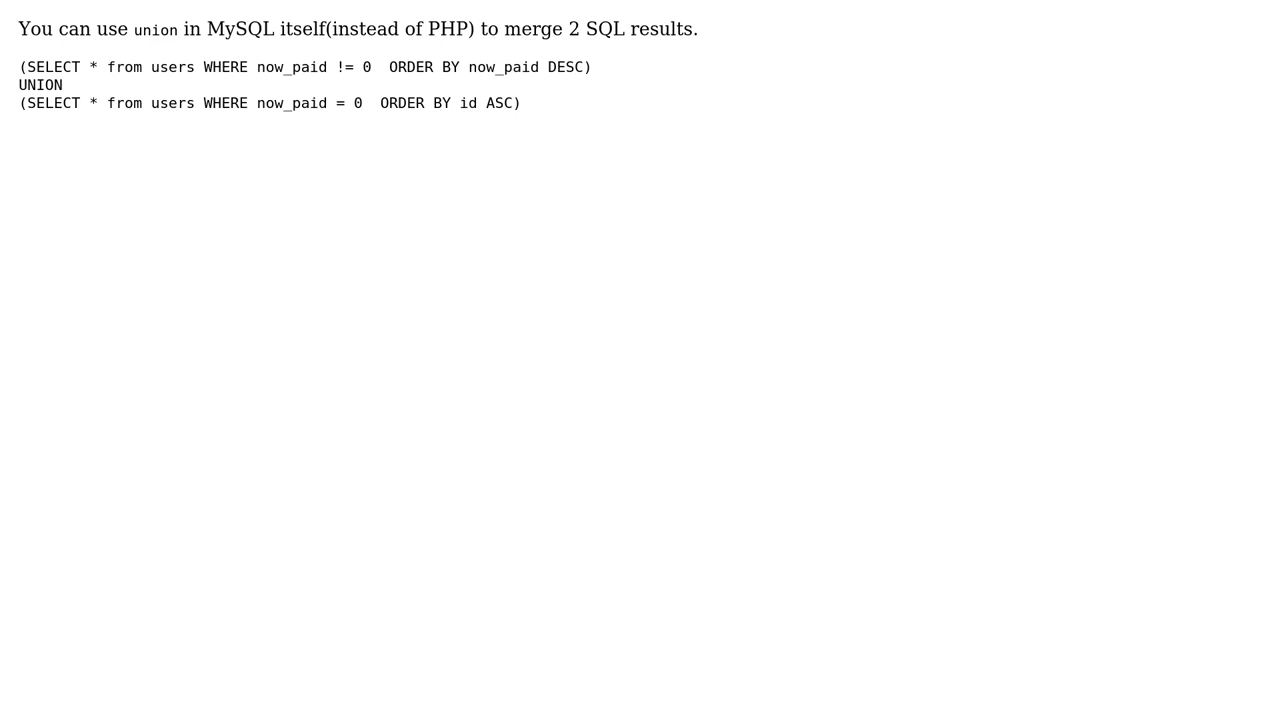 You can use union in MySQL itself(instead of PHP) to merge 2 SQL results.
(SELECT * from users WHERE now_paid != 0  ORDER BY now_paid DESC)
UNION
(SELECT * from users WHERE now_paid = 0  ORDER BY id ASC)